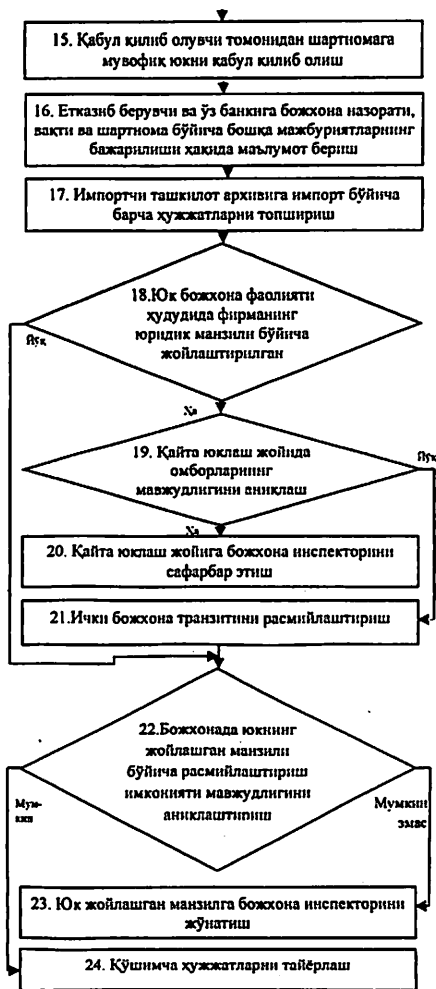 15. Қабул қилиб олувчи томонидан шартномага
мувофиқ юкни қабул қилиб олиш
16. Етказиб берувчи ва ўз банкига божхона назорати,
вақти ва шартнома бўйича бошқа мажбуриятларнинг
бажарилиши ҳақида маълумот бериш
17. Импортчи ташкилот архивига импорт бўйича
барча ҳужжатларни топшириш
18.Юк божхона фаолияти
ҳудудида фирманинг
юридик манзили бўйича
жойлаштирилган
Йўқ
Ҳа
19. Қайта юклаш жойида
омборларнинг
мавжудлигини аниқлаш
Йўқ
Ҳа
20. Қайта юклаш жойига божхона инспекторини
сафарбар этиш
21.Ички божхона транзитини расмийлаштириш
22.Божхонада юкнинг
жойлашган манзили
бўйича расмийлаштириш
имконияти мавжудлигини
аниқлаштириш
Мум-
кин
Мумкин
эмас
23. Юк жойлашган манзилга божхона инспекторини
жўнатиш
24. Қўшимча ҳужжатларни тайёрлаш